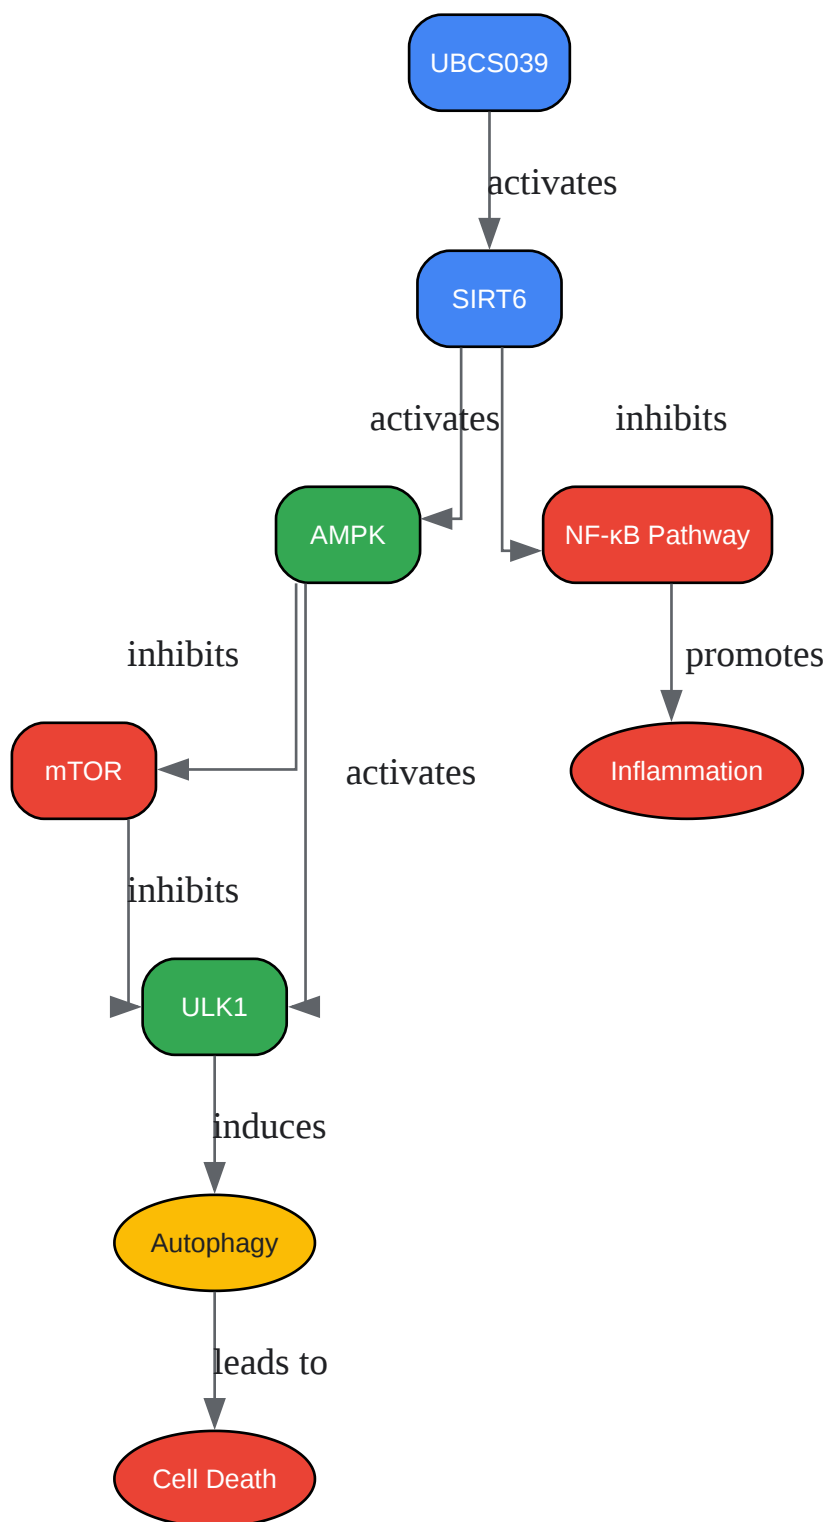 UBCS039
activates
SIRT6
activates
inhibits
AMPK
NF-κB Pathway
inhibits
promotes
mTOR
activates
Inflammation
inhibits
ULK1
induces
Autophagy
leads to
Cell Death